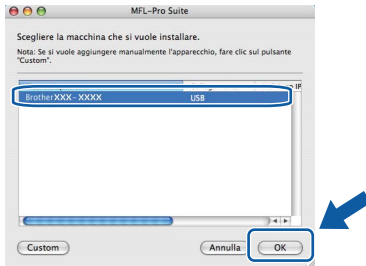 MFL-Pro Suite
Scegliere la macchina che si vuole installare.
Nota: Se si vuole aggiungere manualmente l'apparecchio, fare clic sul pulsante
"Custom".
IP
BrotherXXX-XXXX USB
Custom Annulla OK